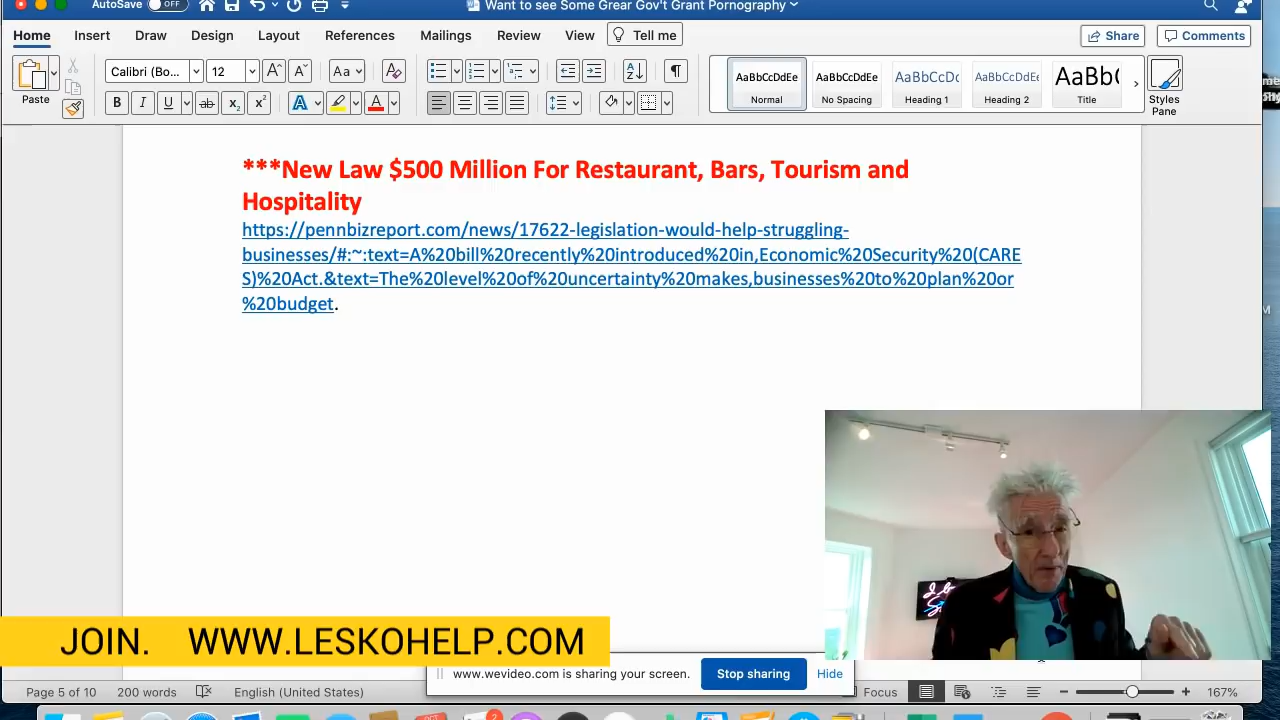 AutoSave OFF Want to see Some Grear Gov't Grant Pornography
Home Insert Draw Design Layout References Mailings Review View Tell me Share Comments
Paste Calibri (Bo... 12 A A Aa A AaBbCcDdEe Normal AaBbCcDdEe No Spacing AaBbCcDc Heading 1 AaBbCcDdEe Heading 2 AaBbC Title Styles Pane
B I U ab x₂ x² A A
***New Law $500 Million For Restaurant, Bars, Tourism and
Hospitality
https://pennbizreport.com/news/17622-legislation-would-help-struggling-
businesses/#:~:text=A%20bill%20recently%20introduced%20in,Economic%20Security%20(CARE
S)%20Act.&text=The%20level%20of%20uncertainty%20makes,businesses%20to%20plan%20or
%20budget.
JOIN. WWW.LESKOHELP.COM
www.wevideo.com is sharing your screen. Stop sharing Hide
Page 5 of 10 200 words English (United States) Focus 167%